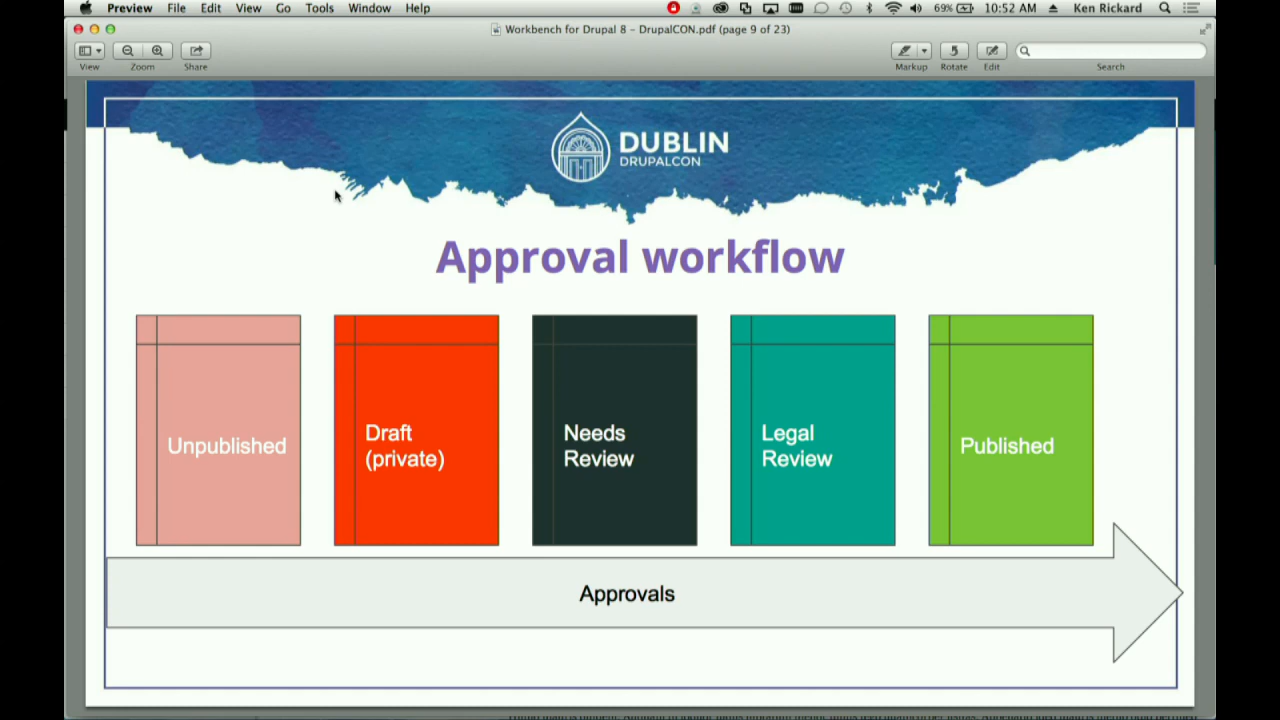 Preview File Edit View Go Tools Window Help 69% 10:52 AM Ken Rickard
Workbench for Drupal 8 – DrupalCON.pdf (page 9 of 23)
View Zoom Share Markup Rotate Edit Search
DUBLIN
DRUPALCON
Approval workflow
Unpublished
Draft
(private)
Needs
Review
Legal
Review
Published
Approvals